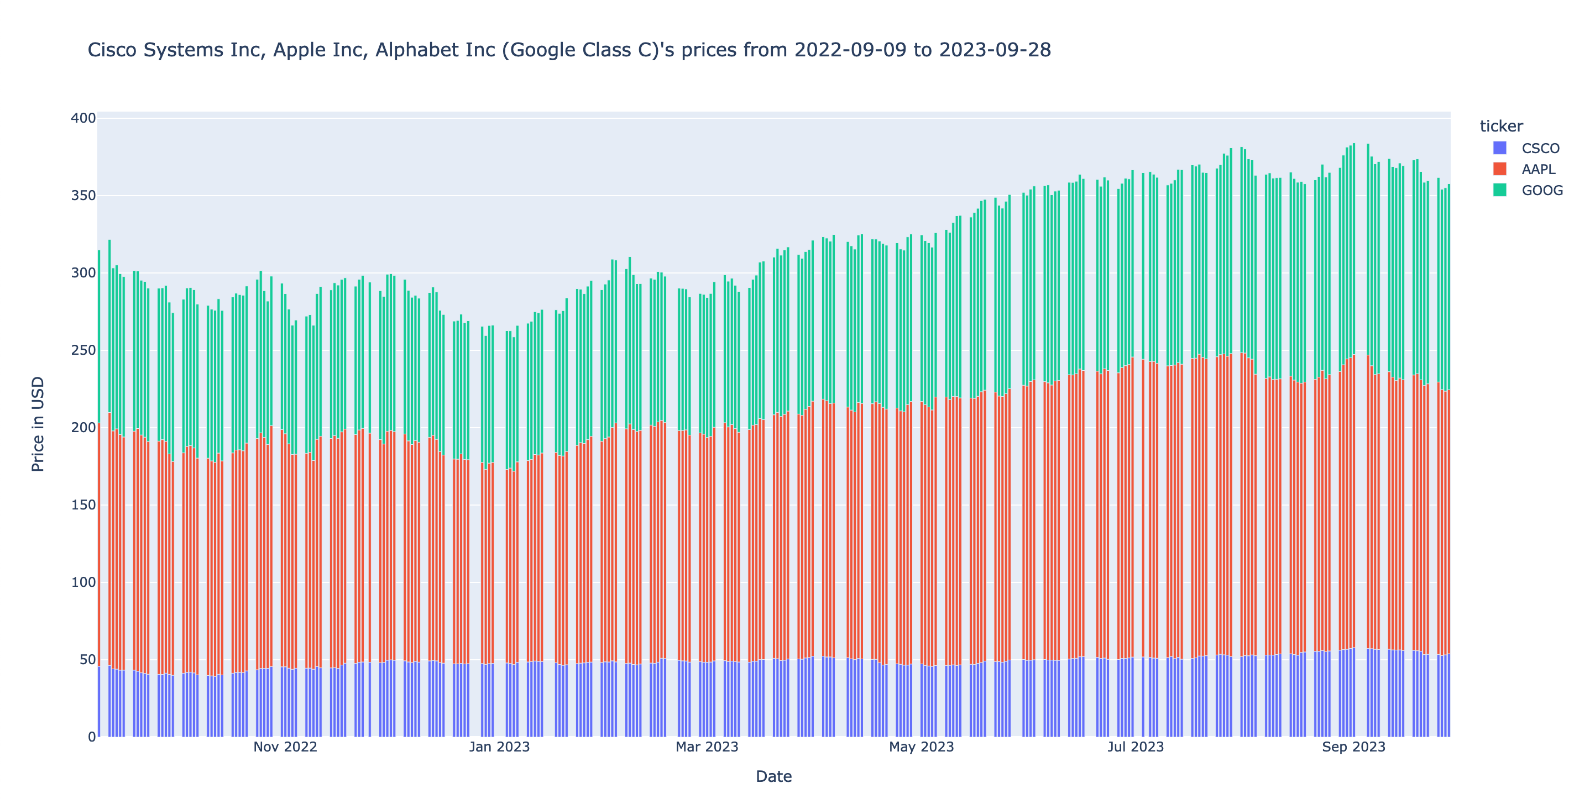 Cisco Systems Inc, Apple Inc, Alphabet Inc (Google Class C)'s prices from 2022-09-09 to 2023-09-28
ticker
CSCO
AAPL
GOOG
Price in USD
400
350
300
250
200
150
100
50
0
Nov 2022
Jan 2023
Mar 2023
May 2023
Jul 2023
Sep 2023
Date